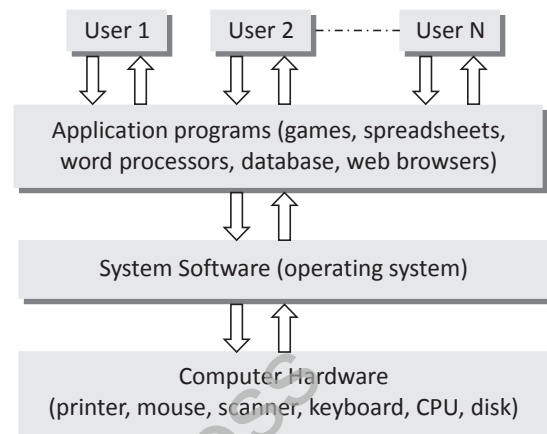 User 1
User 2
User N
Application programs (games, spreadsheets,
word processors, database, web browsers)
System Software (operating system)
Computer Hardware
(printer, mouse, scanner, keyboard, CPU, disk)